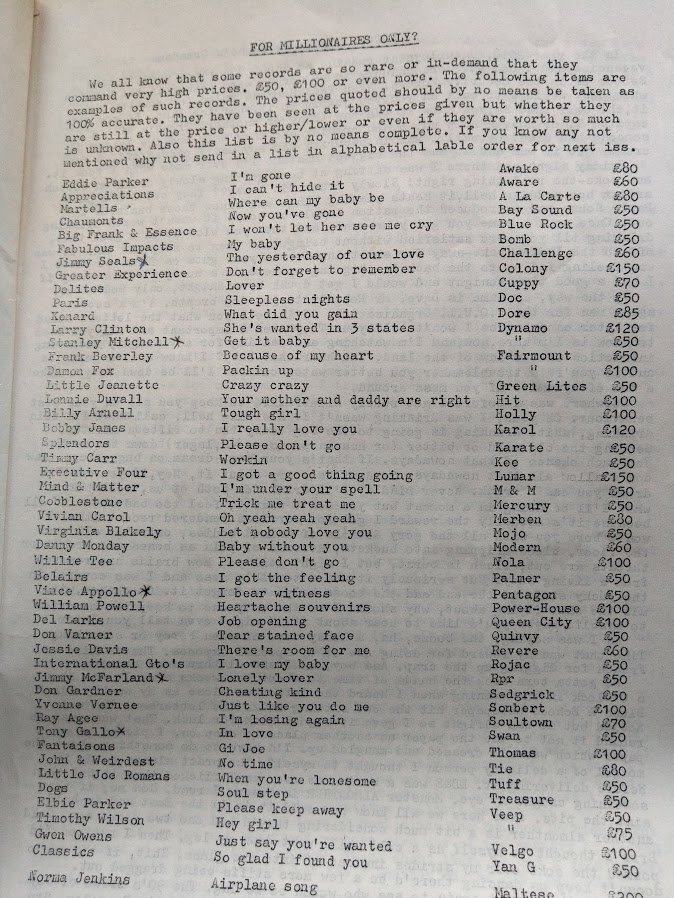 FOR MILLIONAIRES ONLY?
We all know that some records are so rare or in-demand that they
command very high prices. £50, £100 or even more. The following items are
examples of such records. The prices quoted should by no means be taken as
100% accurate. They have been seen at the prices given but whether they
are still at the price or higher/lower or even if they are worth so much
is unknown. Also this list is by no means complete. If you know any not
mentioned why not send in a list in alphabetical lable order for next iss.
Eddie Parker I'm gone Awake £80
Appreciations I can't hide it Aware £60
Martells Where can my baby be A La Carte £80
Chaumonts Now you've gone Bay Sound £50
Big Frank & Essence I won't let her see me cry Blue Rock £50
Fabulous Impacts My baby Bomb £50
Jimmy Seals The yesterday of our love Challenge £60
Greater Experience Don't forget to remember Colony £150
Delites Lover Cuppy £70
Paris Sleepless nights Doc £50
Kenard What did you gain Dore £85
Larry Clinton She's wanted in 3 states Dynamo £120
Stanley Mitchell Get it baby " £50
Frank Beverley Because of my heart Fairmount £50
Damon Fox Packin up " £100
Little Jeanette Crazy crazy Green Lites £50
Lonnie Duvall Your mother and daddy are right Hit £100
Billy Arnell Tough girl Holly £100
Bobby James I really love you Karol £120
Splendors Please don't go Karate £50
Timmy Carr Workin Kee £50
Executive Four I got a good thing going Lumar £150
Mind & Matter I'm under your spell M & M £50
Cobblestone Trick me treat me Mercury £50
Vivian Carol Oh yeah yeah yeah Merben £80
Virginia Blakely Let nobody love you Mojo £50
Danny Monday Baby without you Modern £60
Willie Tee Please don't go Nola £100
Belairs I got the feeling Palmer £50
Vince Appollo I bear witness Pentagon £50
William Powell Heartache souvenirs Power-House £100
Del Larks Job opening Queen City £100
Don Varner Tear stained face Quinvy £50
Jessie Davis There's room for me Revere £60
International Gto's I love my baby Rojac £50
Jimmy McFarland Lonely lover Rpr £50
Don Gardner Cheating kind Sedgrick £50
Yvonne Vernee Just like you do me Sonbert £100
Ray Agee I'm losing again Soultown £70
Tony Gallo In love Swan £50
Fantaisons Gi Joe Thomas £100
John & Weirdest No time Tie £80
Little Joe Romans When you're lonesome Tuff £50
Dogs Soul step Treasure £50
Elbie Parker Please keep away Veep £50
Timothy Wilson Hey girl " £75
Gwen Owens Just say you're wanted Velgo £100
Classics So glad I found you Yan G £50
Norma Jenkins Airplane song Maltese £200